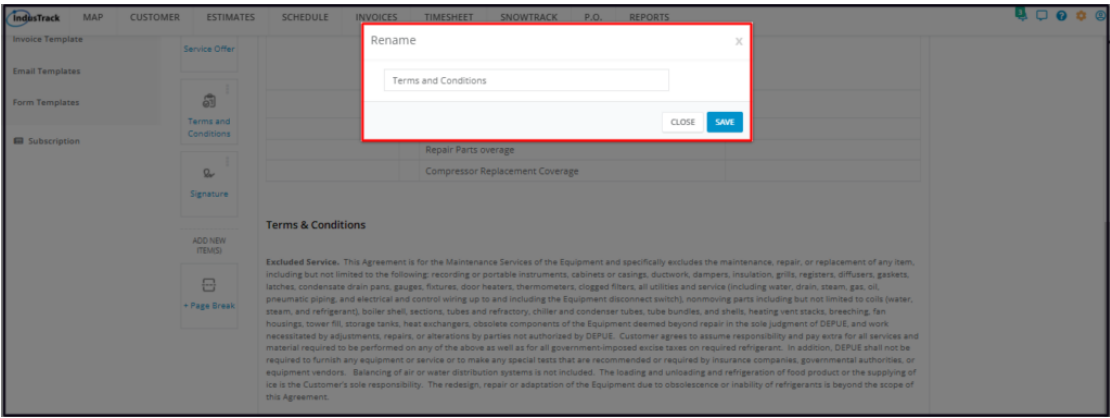 IndusTrack MAP CUSTOMER ESTIMATES SCHEDULE INVOICES TIMESHEET SNOWTRACK P.O. REPORTS 3
Invoice Template
Email Templates
Form Templates
Subscription
Service Offer
Terms and
Conditions
Signature
ADD NEW
ITEM(S)
+ Page Break
Rename x
Terms and Conditions
CLOSE SAVE
Repair Parts overage
Compressor Replacement Coverage
Terms & Conditions
Excluded Service. This Agreement is for the Maintenance Services of the Equipment and specifically excludes the maintenance, repair, or replacement of any item,
including but not limited to the following: recording or portable instruments, cabinets or casings, ductwork, dampers, insulation, grills, registers, diffusers, gaskets,
latches, condensate drain pans, gauges, fixtures, door heaters, thermometers, clogged filters, all utilities and service (including water, drain, steam, gas, oil,
pneumatic piping, and electrical and control wiring up to and including the Equipment disconnect switch), nonmoving parts including but not limited to coils (water,
steam, and refrigerant), boiler shell, sections, tubes and refractory, chiller and condenser tubes, tube bundles, and shells, heating vent stacks, breeching, fan
housings, tower fill, storage tanks, heat exchangers, obsolete components of the Equipment deemed beyond repair in the sole judgment of DEPUE, and work
necessitated by adjustments, repairs, or alterations by parties not authorized by DEPUE. Customer agrees to assume responsibility and pay extra for all services and
material required to be performed on any of the above as well as for all government-imposed excise taxes on required refrigerant. In addition, DEPUE shall not be
required to furnish any equipment or service or to make any special tests that are recommended or required by insurance companies, governmental authorities, or
equipment vendors. Balancing of air or water distribution systems is not included. The loading and unloading and refrigeration of food product or the supplying of
ice is the Customer's sole responsibility. The redesign, repair or adaptation of the Equipment due to obsolescence or inability of refrigerants is beyond the scope of
this Agreement.